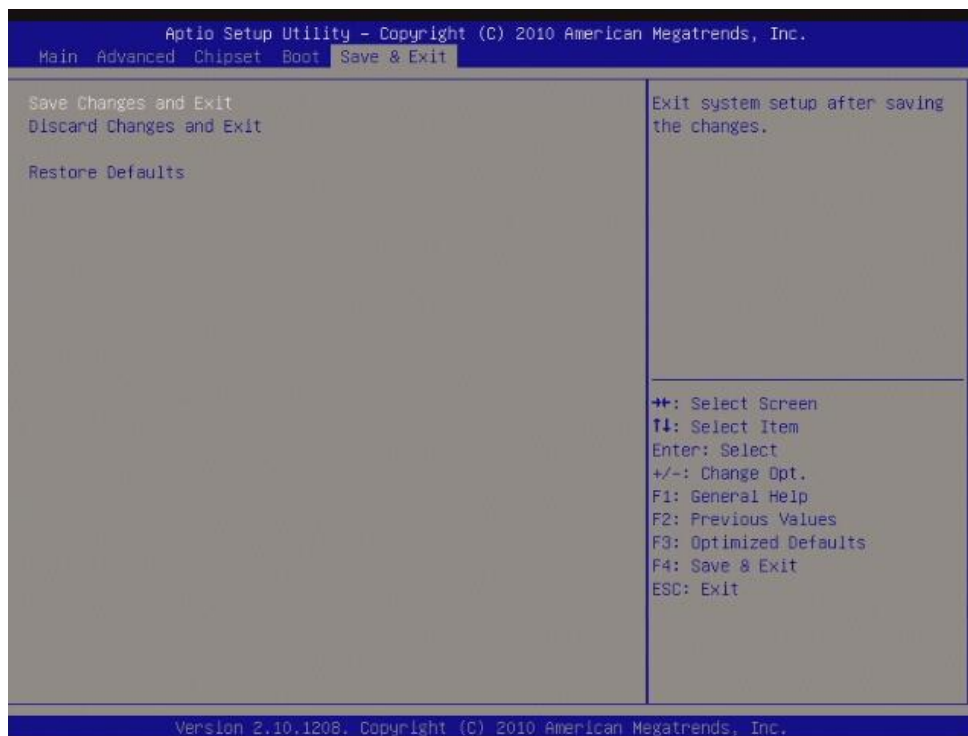 Aptio Setup Utility – Copyright (C) 2010 American Megatrends, Inc.
Main Advanced Chipset Boot Save & Exit
Save Changes and Exit
Discard Changes and Exit
Restore Defaults
Exit system setup after saving
the changes.
→←: Select Screen
↑↓: Select Item
Enter: Select
+/-: Change Opt.
F1: General Help
F2: Previous Values
F3: Optimized Defaults
F4: Save & Exit
ESC: Exit
Version 2.10.1208. Copyright (C) 2010 American Megatrends, Inc.